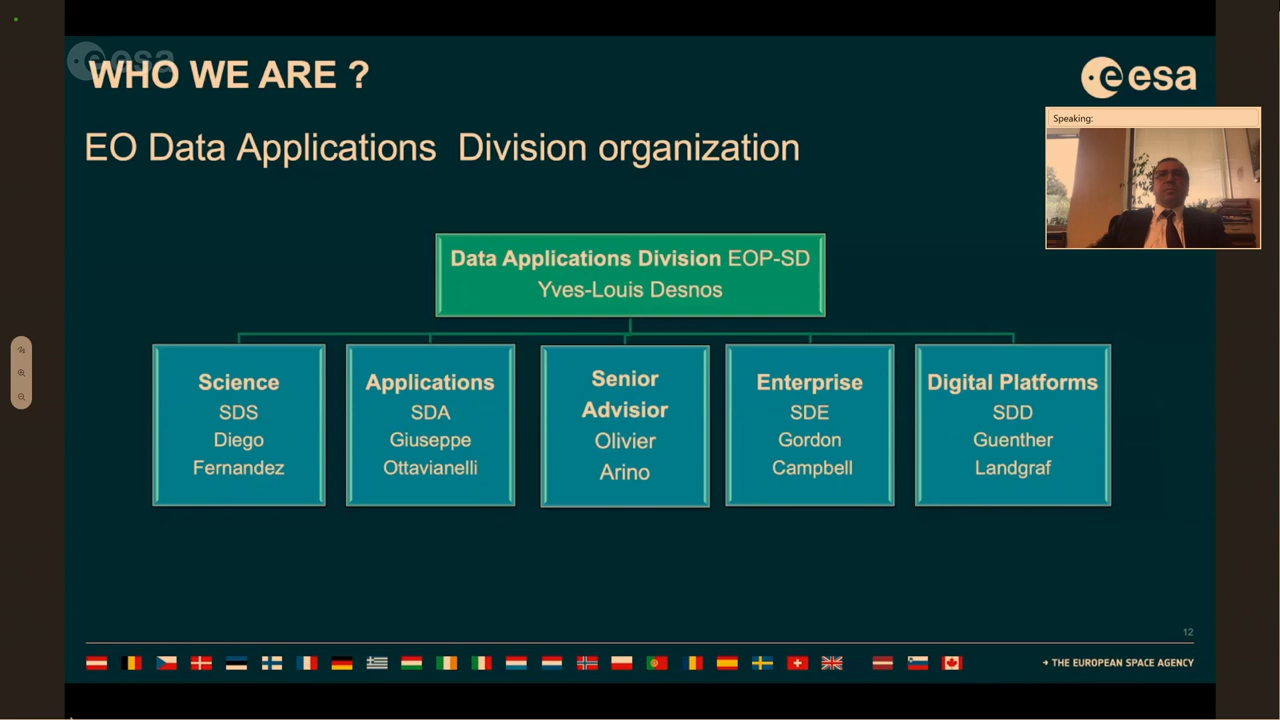 esa
WHO WE ARE ?
esa
Speaking:
EO Data Applications Division organization
Data Applications Division EOP-SD
Yves-Louis Desnos
Science
SDS
Diego
Fernandez
Applications
SDA
Giuseppe
Ottavianelli
Senior
Advisior
Olivier
Arino
Enterprise
SDE
Gordon
Campbell
Digital Platforms
SDD
Guenther
Landgraf
12
→ THE EUROPEAN SPACE AGENCY